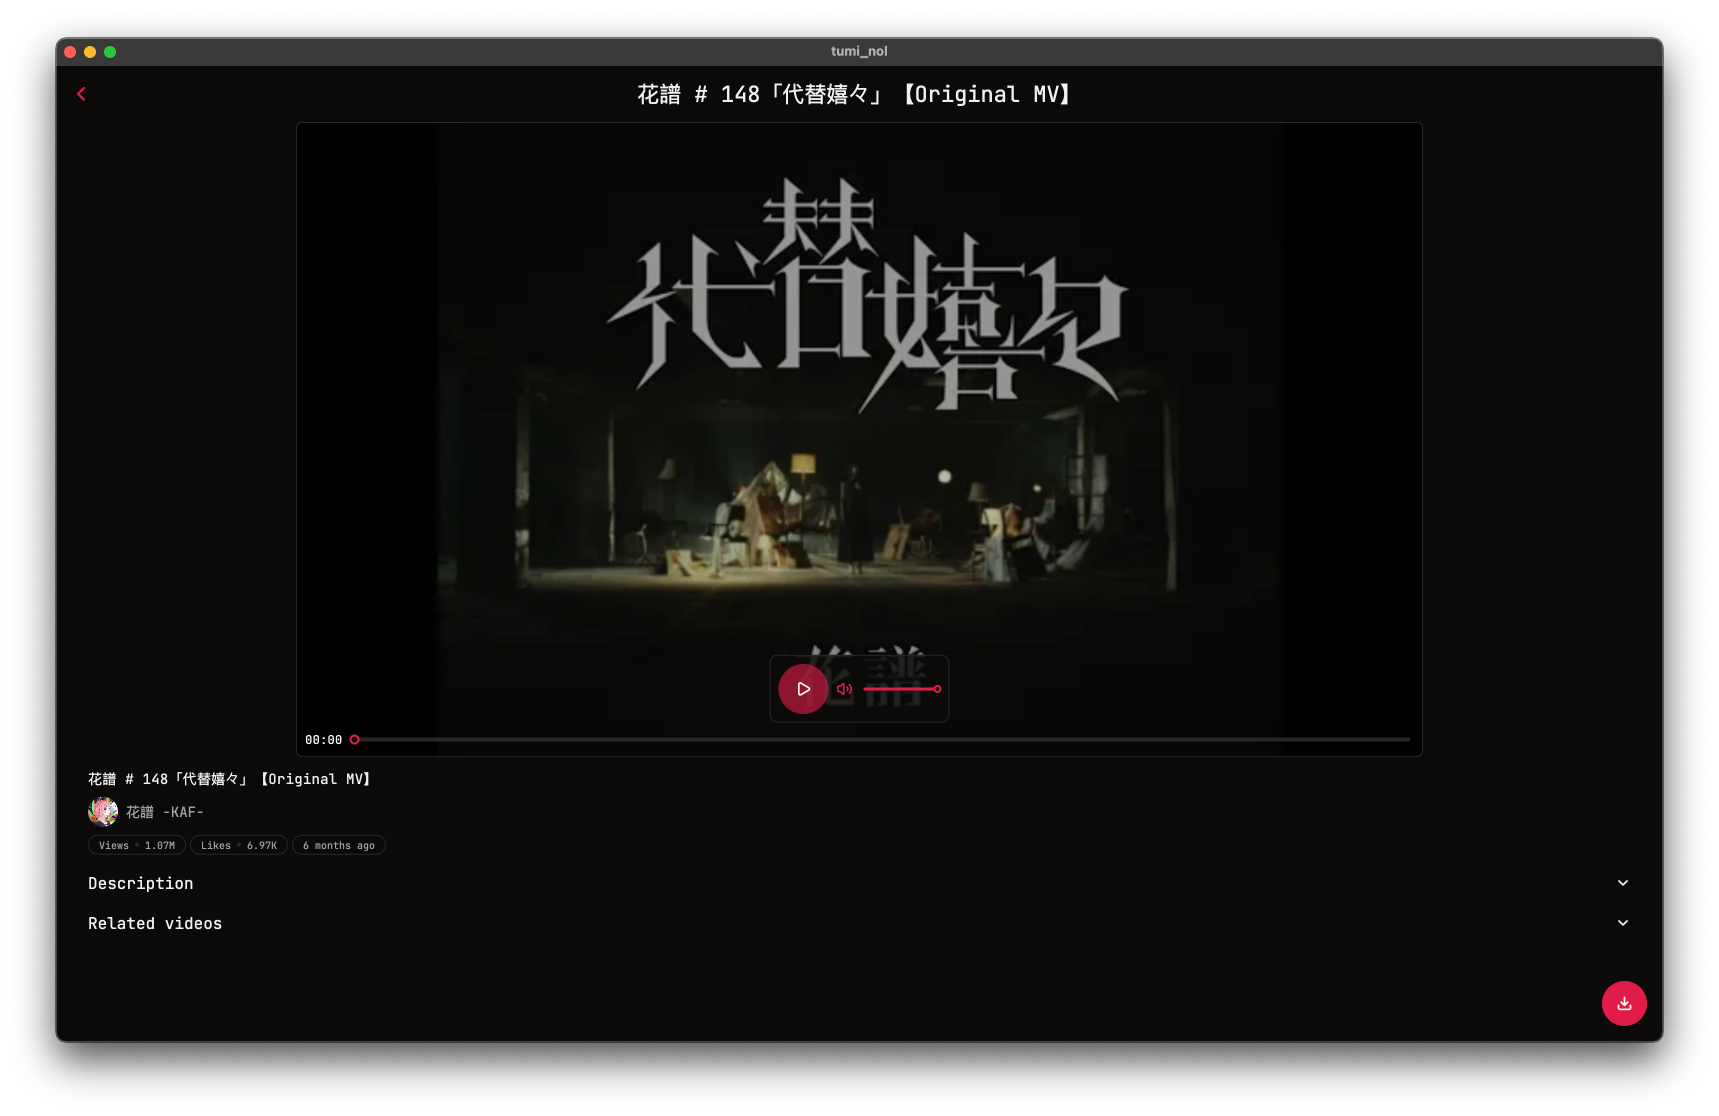 tumi_nol
花譜 # 148「代替嬉々」【Original MV】
代替嬉々
花譜
00:00
花譜 # 148「代替嬉々」【Original MV】
花譜 -KAF-
Views • 1.07M Likes • 6.97K 6 months ago
Description
Related videos